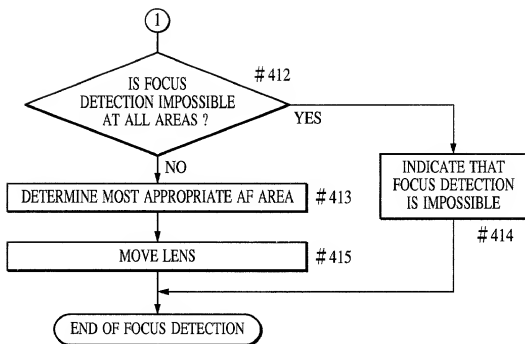 1
#412
IS FOCUS
DETECTION IMPOSSIBLE
AT ALL AREAS ?
YES
NO
INDICATE THAT
FOCUS DETECTION
IS IMPOSSIBLE
#414
DETERMINE MOST APPROPRIATE AF AREA
#413
MOVE LENS
#415
END OF FOCUS DETECTION